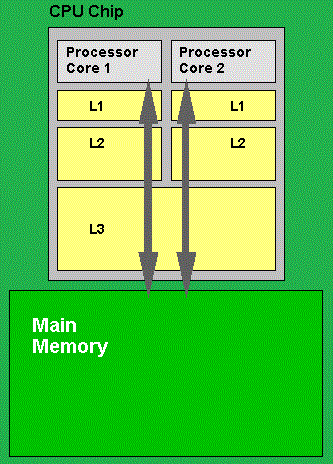 CPU Chip
Processor
Core 1
Processor
Core 2
L1
L1
L2
L2
L3
Main
Memory